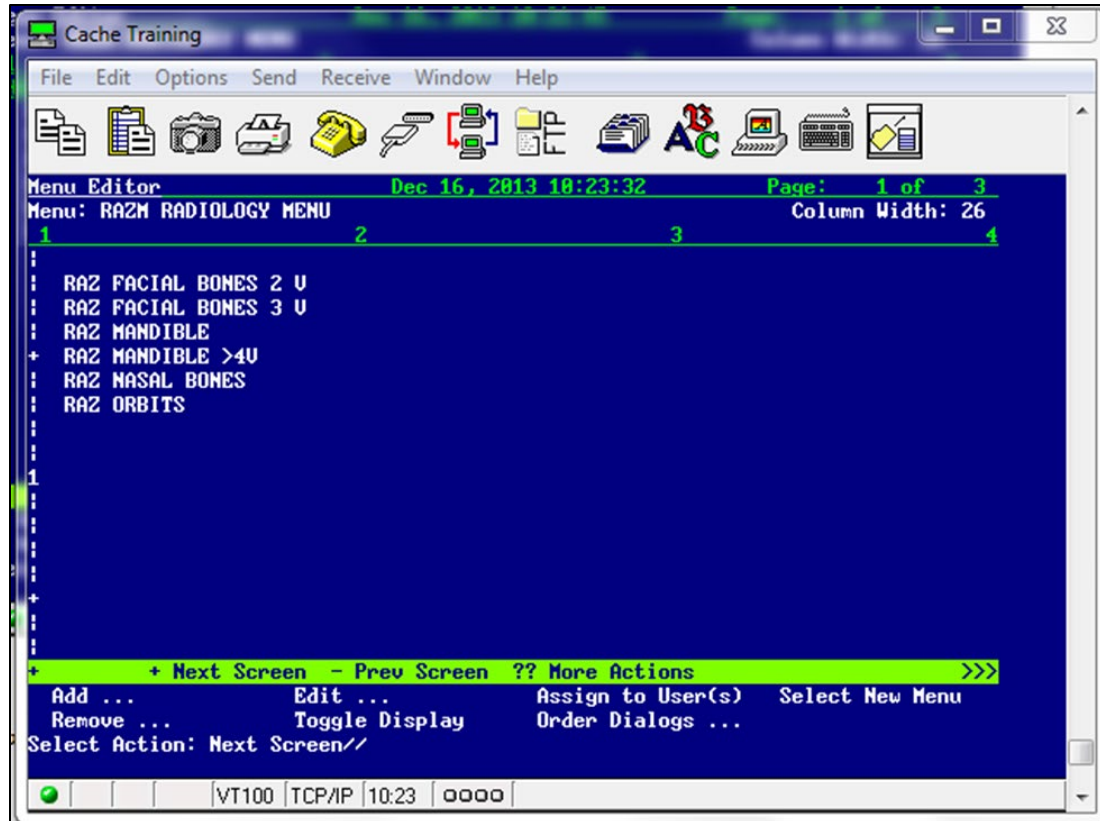 Cache Training
File Edit Options Send Receive Window Help
FTP
ABC
Menu Editor Dec 16, 2013 10:23:32 Page: 1 of 3
Menu: RAZM RADIOLOGY MENU Column Width: 26
1 2 3 4
RAZ FACIAL BONES 2 V
RAZ FACIAL BONES 3 V
RAZ MANDIBLE
+ RAZ MANDIBLE >4V
RAZ NASAL BONES
RAZ ORBITS
1
+
+ + Next Screen - Prev Screen ?? More Actions >>>
Add ... Edit ... Assign to User(s) Select New Menu
Remove ... Toggle Display Order Dialogs ...
Select Action: Next Screen//
VT100 TCP/IP 10:23